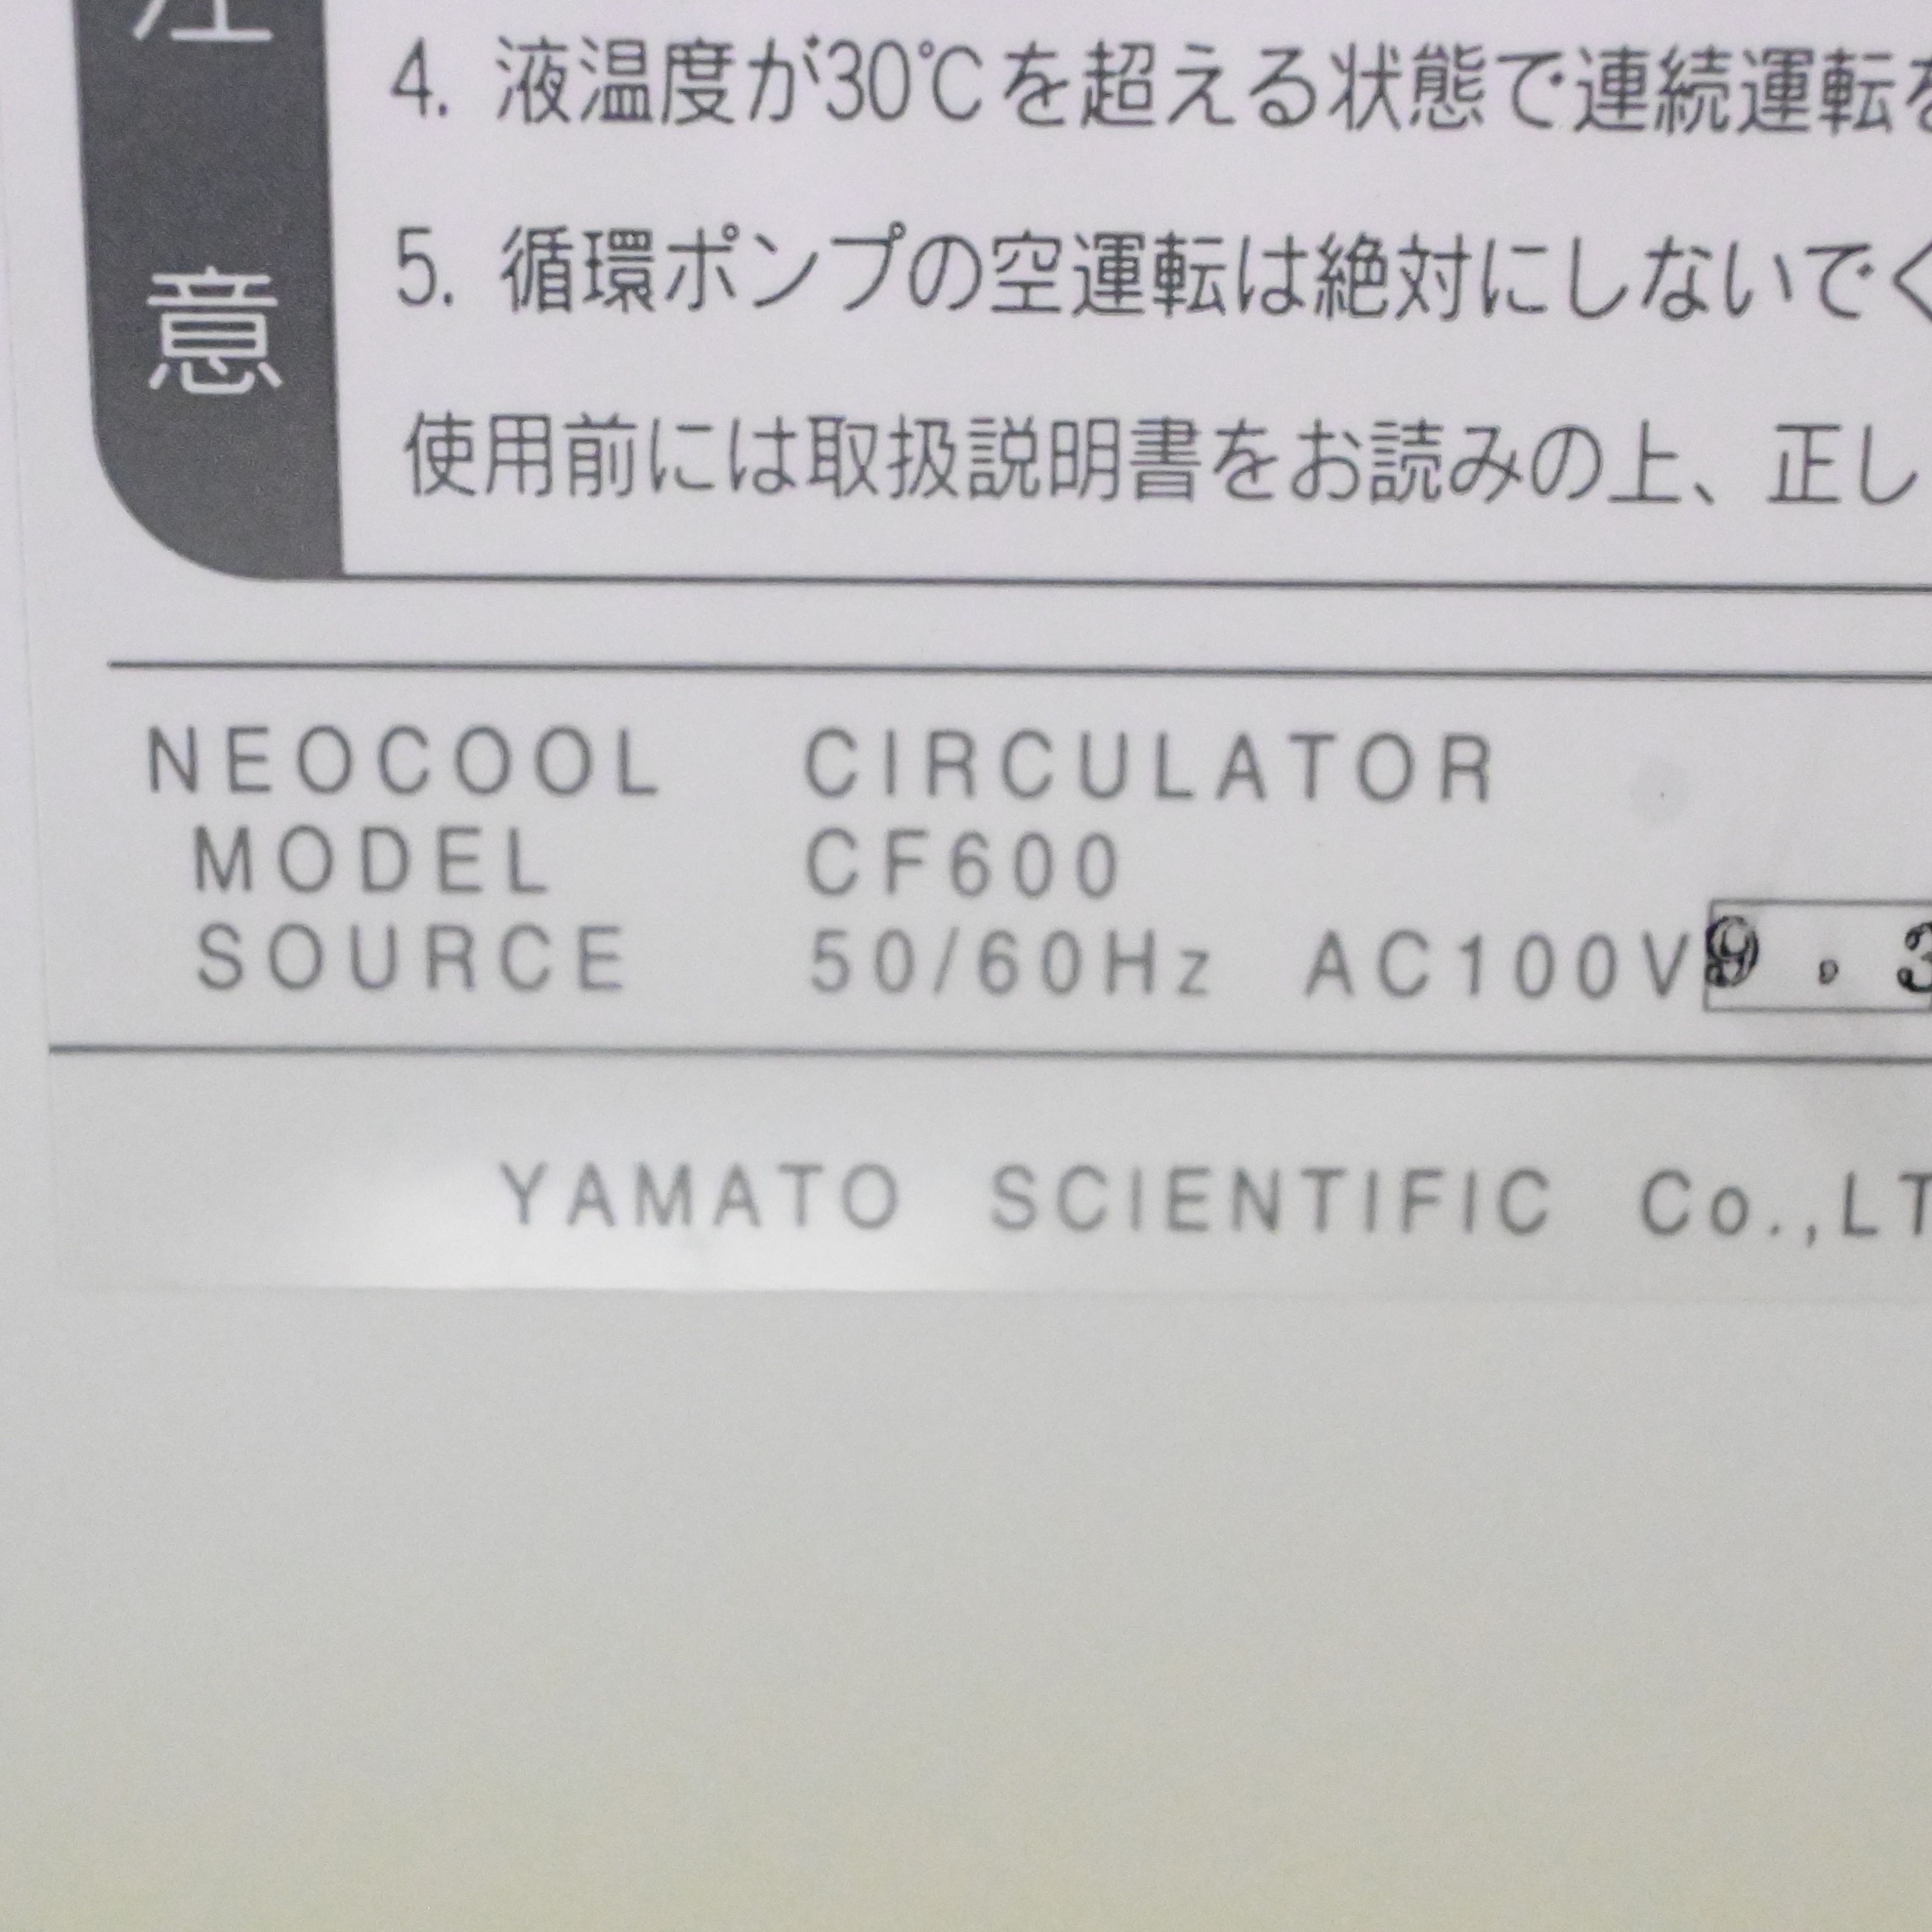 注
意
4. 液温度が30℃を超える状態で連続運転を
5. 循環ポンプの空運転は絶対にしないでく
使用前には取扱説明書をお読みの上、正し
NEOCOOL CIRCULATOR
MODEL CF600
SOURCE 50/60Hz AC100V 9.3
YAMATO SCIENTIFIC Co.,LT